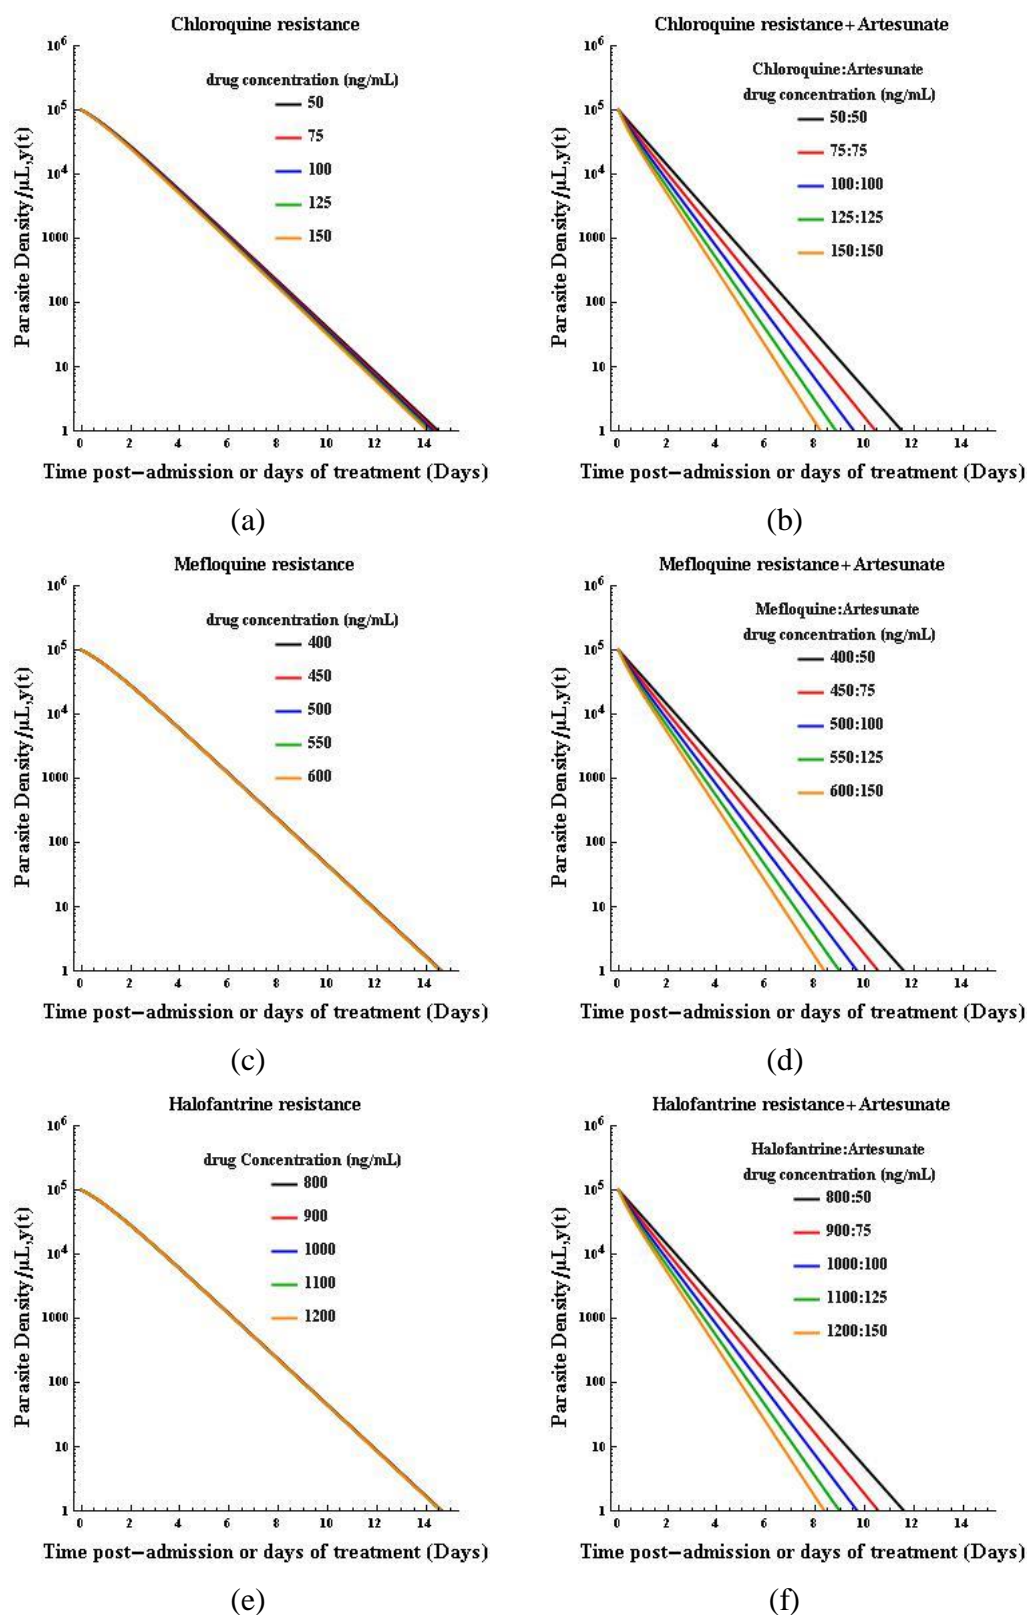 Chloroquine resistance
drug concentration (ng/mL)
50
75
100
125
150
10^6
10^5
10^4
1000
100
10
1
Parasite Density/μL,y(t)
0 2 4 6 8 10 12 14
Time post−admission or days of treatment (Days)
(a)
Chloroquine resistance+Artesunate
Chloroquine:Artesunate
drug concentration (ng/mL)
50:50
75:75
100:100
125:125
150:150
10^6
10^5
10^4
1000
100
10
1
Parasite Density/μL,y(t)
0 2 4 6 8 10 12 14
Time post−admission or days of treatment (Days)
(b)
Mefloquine resistance
drug concentration (ng/mL)
400
450
500
550
600
10^6
10^5
10^4
1000
100
10
1
Parasite Density/μL,y(t)
0 2 4 6 8 10 12 14
Time post−admission or days of treatment (Days)
(c)
Mefloquine resistance+Artesunate
Mefloquine:Artesunate
drug concentration (ng/mL)
400:50
450:75
500:100
550:125
600:150
10^6
10^5
10^4
1000
100
10
1
Parasite Density/μL,y(t)
0 2 4 6 8 10 12 14
Time post−admission or days of treatment (Days)
(d)
Halofantrine resistance
drug Concentration (ng/mL)
800
900
1000
1100
1200
10^6
10^5
10^4
1000
100
10
1
Parasite Density/μL,y(t)
0 2 4 6 8 10 12 14
Time post−admission or days of treatment (Days)
(e)
Halofantrine resistance+Artesunate
Halofantrine:Artesunate
drug concentration (ng/mL)
800:50
900:75
1000:100
1100:125
1200:150
10^6
10^5
10^4
1000
100
10
1
Parasite Density/μL,y(t)
0 2 4 6 8 10 12 14
Time post−admission or days of treatment (Days)
(f)